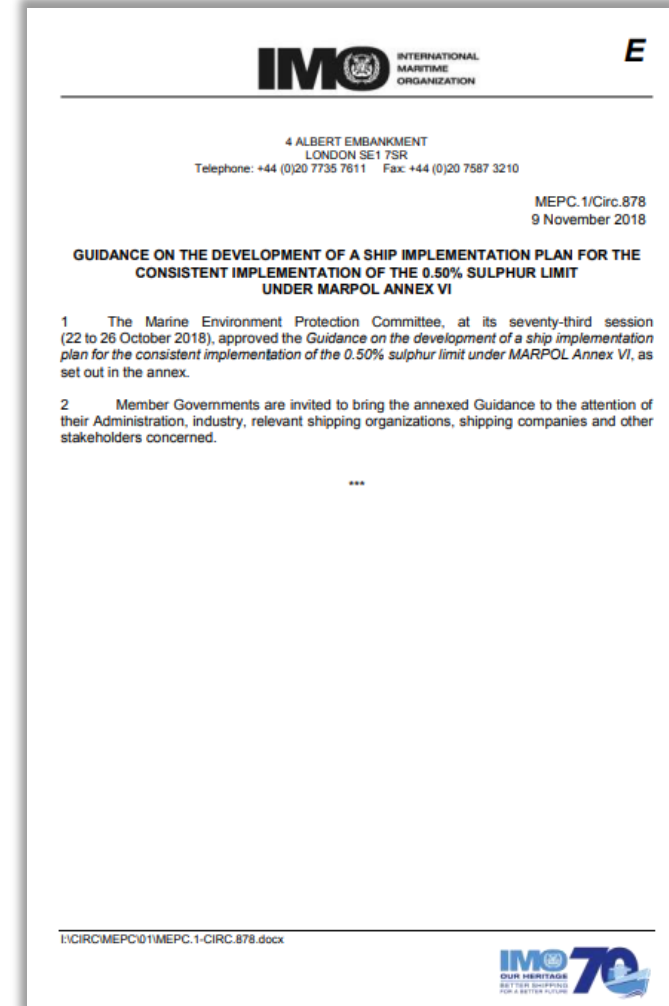 IMO
INTERNATIONAL
MARITIME
ORGANIZATION
E
4 ALBERT EMBANKMENT
LONDON SE1 7SR
Telephone: +44 (0)20 7735 7611 Fax: +44 (0)20 7587 3210
MEPC.1/Circ.878
9 November 2018
GUIDANCE ON THE DEVELOPMENT OF A SHIP IMPLEMENTATION PLAN FOR THE
CONSISTENT IMPLEMENTATION OF THE 0.50% SULPHUR LIMIT
UNDER MARPOL ANNEX VI
1 The Marine Environment Protection Committee, at its seventy-third session
(22 to 26 October 2018), approved the Guidance on the development of a ship implementation
plan for the consistent implementation of the 0.50% sulphur limit under MARPOL Annex VI, as
set out in the annex.
2 Member Governments are invited to bring the annexed Guidance to the attention of
their Administration, industry, relevant shipping organizations, shipping companies and other
stakeholders concerned.
***
I:\CIRC\MEPC\01\MEPC.1-CIRC.878.docx
IMO 70
OUR HERITAGE
BETTER SHIPPING
FOR A BETTER FUTURE